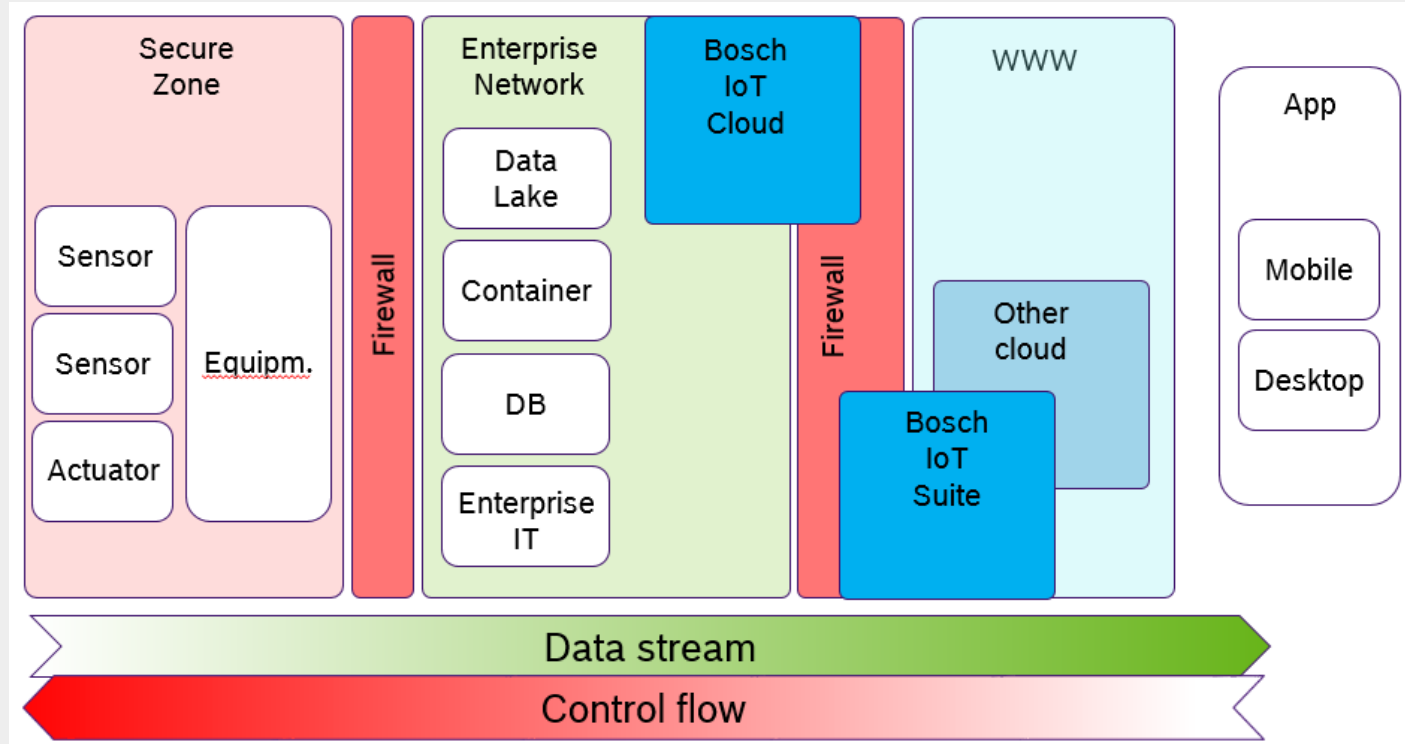 Secure
Zone
Sensor
Sensor
Actuator
Equipm.
Firewall
Enterprise
Network
Data
Lake
Container
DB
Enterprise
IT
Bosch
IoT
Cloud
Firewall
WWW
Other
cloud
Bosch
IoT
Suite
App
Mobile
Desktop
Data stream
Control flow